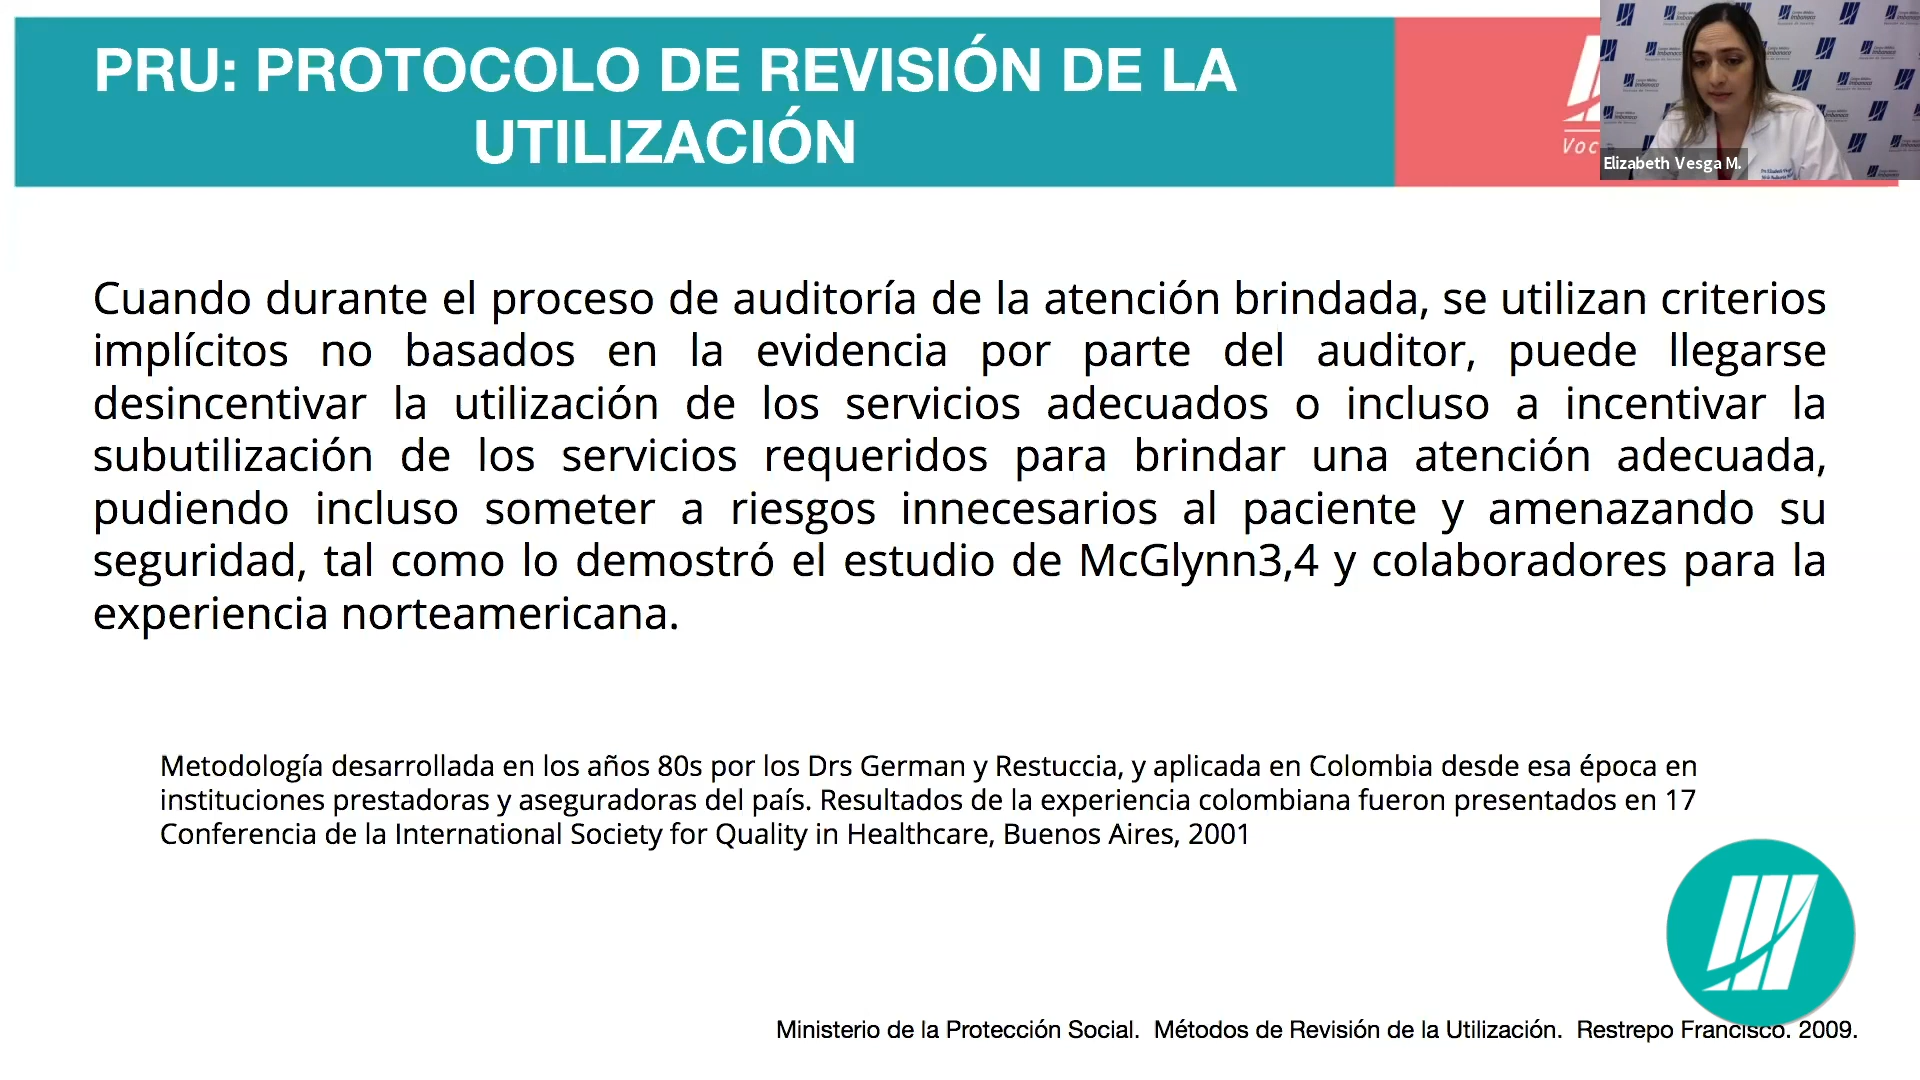 PRU: PROTOCOLO DE REVISIÓN DE LA
UTILIZACIÓN
Elizabeth Vesga M.
Cuando durante el proceso de auditoría de la atención brindada, se utilizan criterios
implícitos no basados en la evidencia por parte del auditor, puede llegarse
desincentivar la utilización de los servicios adecuados o incluso a incentivar la
subutilización de los servicios requeridos para brindar una atención adecuada,
pudiendo incluso someter a riesgos innecesarios al paciente y amenazando su
seguridad, tal como lo demostró el estudio de McGlynn3,4 y colaboradores para la
experiencia norteamericana.
Metodología desarrollada en los años 80s por los Drs German y Restuccia, y aplicada en Colombia desde esa época en
instituciones prestadoras y aseguradoras del país. Resultados de la experiencia colombiana fueron presentados en 17
Conferencia de la International Society for Quality in Healthcare, Buenos Aires, 2001
Ministerio de la Protección Social. Métodos de Revisión de la Utilización. Restrepo Francisco. 2009.